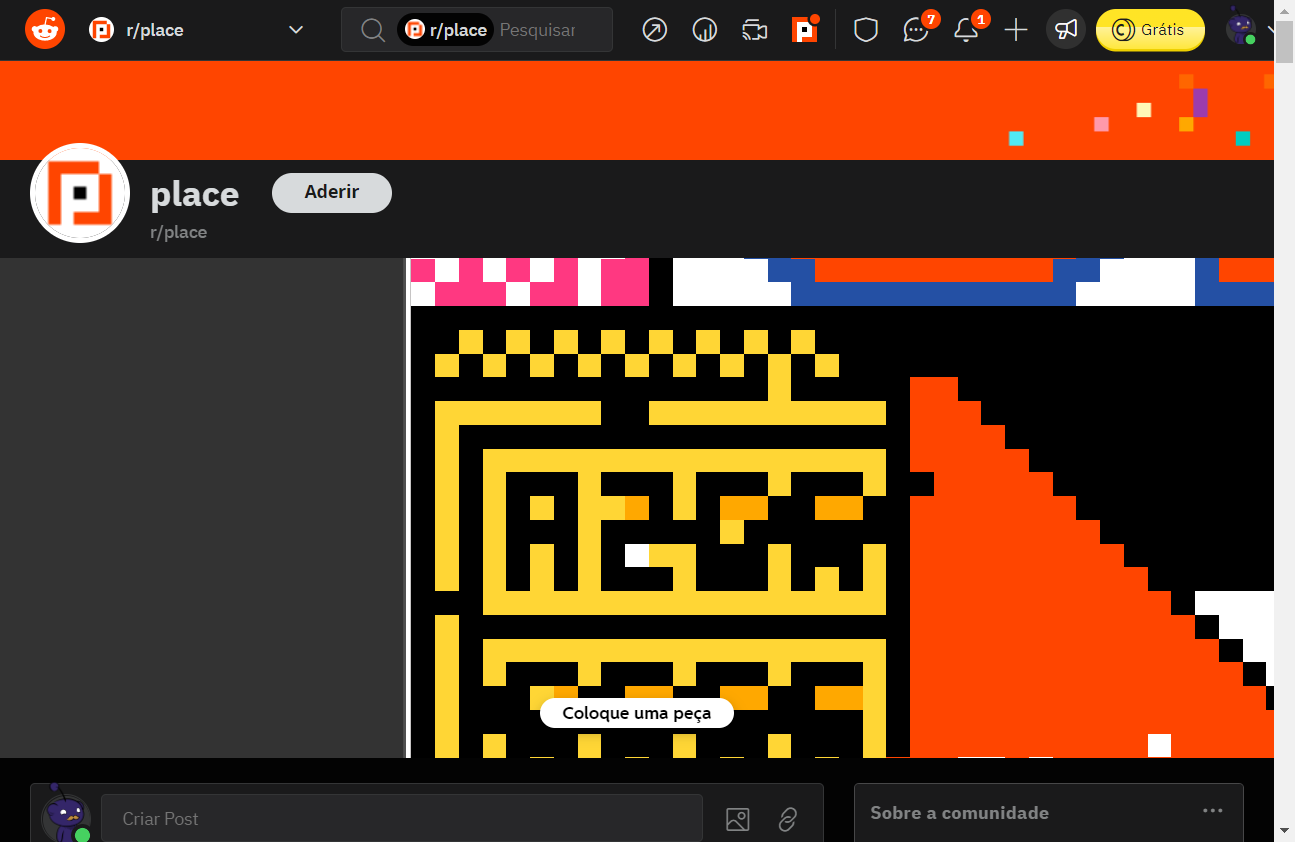 r/place
r/place Pesquisar
7
1
Grátis
place
Aderir
r/place
Coloque uma peça
Criar Post
Sobre a comunidade